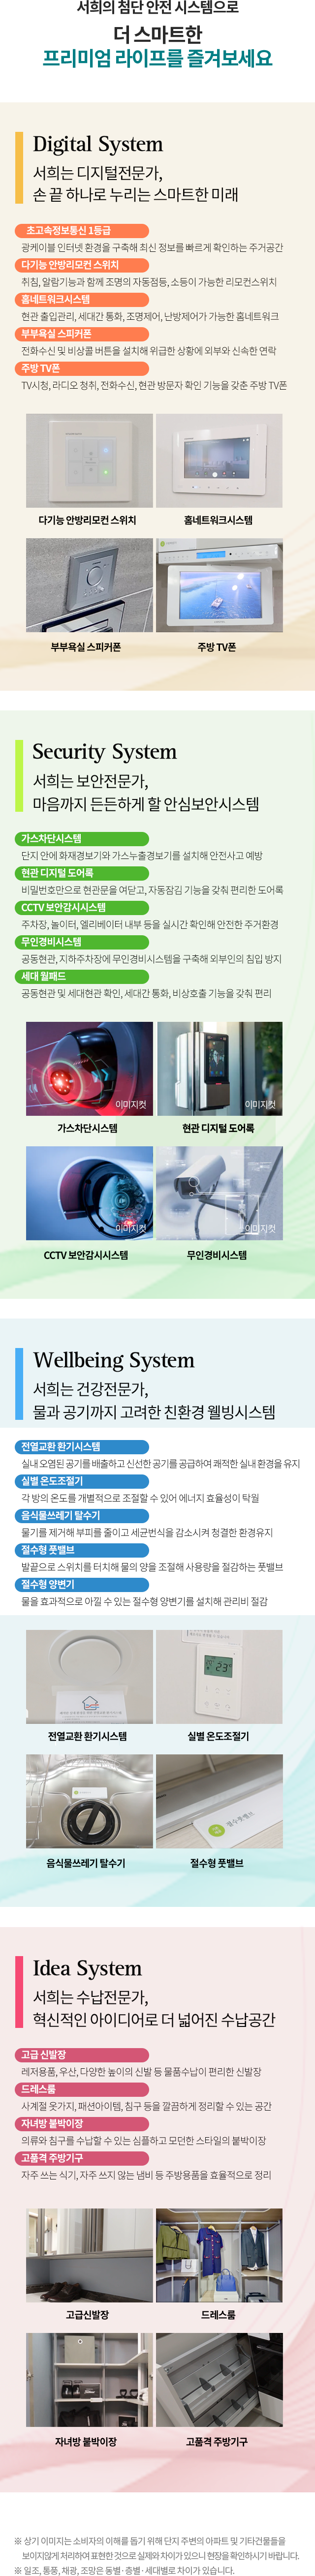 서희의 첨단 안전 시스템으로
더 스마트한
프리미엄 라이프를 즐겨보세요
Digital System
서희는 디지털전문가,
손 끝 하나로 누리는 스마트한 미래
초고속정보통신 1등급
광케이블 인터넷 환경을 구축해 최신 정보를 빠르게 확인하는 주거공간
다기능 안방리모컨 스위치
취침, 알람기능과 함께 조명의 자동점등, 소등이 가능한 리모컨스위치
홈네트워크시스템
현관 출입관리, 세대간 통화, 조명제어, 난방제어가 가능한 홈네트워크
부부욕실 스피커폰
전화수신 및 비상콜 버튼을 설치해 위급한 상황에 외부와 신속한 연락
주방 TV폰
TV시청, 라디오 청취, 전화수신, 현관 방문자 확인 기능을 갖춘 주방 TV폰
다기능 안방리모컨 스위치
홈네트워크시스템
부부욕실 스피커폰
주방 TV폰
Security System
서희는 보안전문가,
마음까지 든든하게 할 안심보안시스템
가스차단시스템
단지 안에 화재경보기와 가스누출경보기를 설치해 안전사고 예방
현관 디지털 도어록
비밀번호만으로 현관문을 여닫고, 자동잠김 기능을 갖춰 편리한 도어록
CCTV 보안감시시스템
주차장, 놀이터, 엘리베이터 내부 등을 실시간 확인해 안전한 주거환경
무인경비시스템
공동현관, 지하주차장에 무인경비시스템을 구축해 외부인의 침입 방지
세대 월패드
공동현관 및 세대현관 확인, 세대간 통화, 비상호출 기능을 갖춰 편리
이미지컷
이미지컷
가스차단시스템
현관 디지털 도어록
이미지컷
이미지컷
CCTV 보안감시시스템
무인경비시스템
Wellbeing System
서희는 건강전문가,
물과 공기까지 고려한 친환경 웰빙시스템
전열교환 환기시스템
실내 오염된 공기를 배출하고 신선한 공기를 공급하여 쾌적한 실내 환경을 유지
실별 온도조절기
각 방의 온도를 개별적으로 조절할 수 있어 에너지 효율성이 탁월
음식물쓰레기 탈수기
물기를 제거해 부피를 줄이고 세균번식을 감소시켜 청결한 환경유지
절수형 풋밸브
발끝으로 스위치를 터치해 물의 양을 조절해 사용량을 절감하는 풋밸브
절수형 양변기
물을 효과적으로 아낄 수 있는 절수형 양변기를 설치해 관리비 절감
23
전열교환 환기시스템
실별 온도조절기
절수풋밸브
음식물쓰레기 탈수기
절수형 풋밸브
Idea System
서희는 수납전문가,
혁신적인 아이디어로 더 넓어진 수납공간
고급 신발장
레저용품, 우산, 다양한 높이의 신발 등 물품수납이 편리한 신발장
드레스룸
사계절 옷가지, 패션아이템, 침구 등을 깔끔하게 정리할 수 있는 공간
자녀방 붙박이장
의류와 침구를 수납할 수 있는 심플하고 모던한 스타일의 붙박이장
고품격 주방기구
자주 쓰는 식기, 자주 쓰지 않는 냄비 등 주방용품을 효율적으로 정리
고급신발장
드레스룸
자녀방 붙박이장
고품격 주방기구
※ 상기 이미지는 소비자의 이해를 돕기 위해 단지 주변의 아파트 및 기타건물들을
보이지않게 처리하여 표현한 것으로 실제와 차이가 있으니 현장을 확인하시기 바랍니다.
※ 일조, 통풍, 채광, 조망은 동별·층별·세대별로 차이가 있습니다.